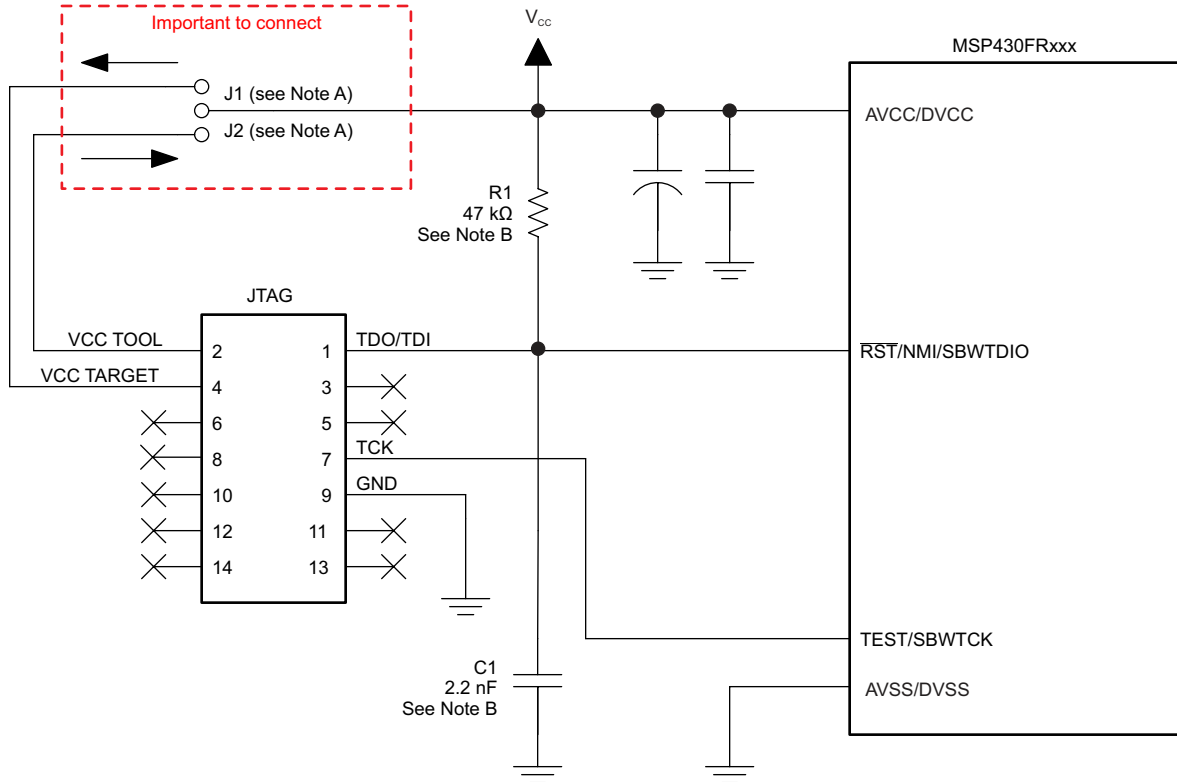 Important to connect
V_CC
MSP430FRxxx
J1 (see Note A)
J2 (see Note A)
AVCC/DVCC
R1
47 kΩ
See Note B
JTAG
VCC TOOL
2
1
TDO/TDI
RST/NMI/SBWTDIO
VCC TARGET
4
3
6
5
8
7
TCK
10
9
GND
12
11
14
13
TEST/SBWTCK
C1
2.2 nF
See Note B
AVSS/DVSS